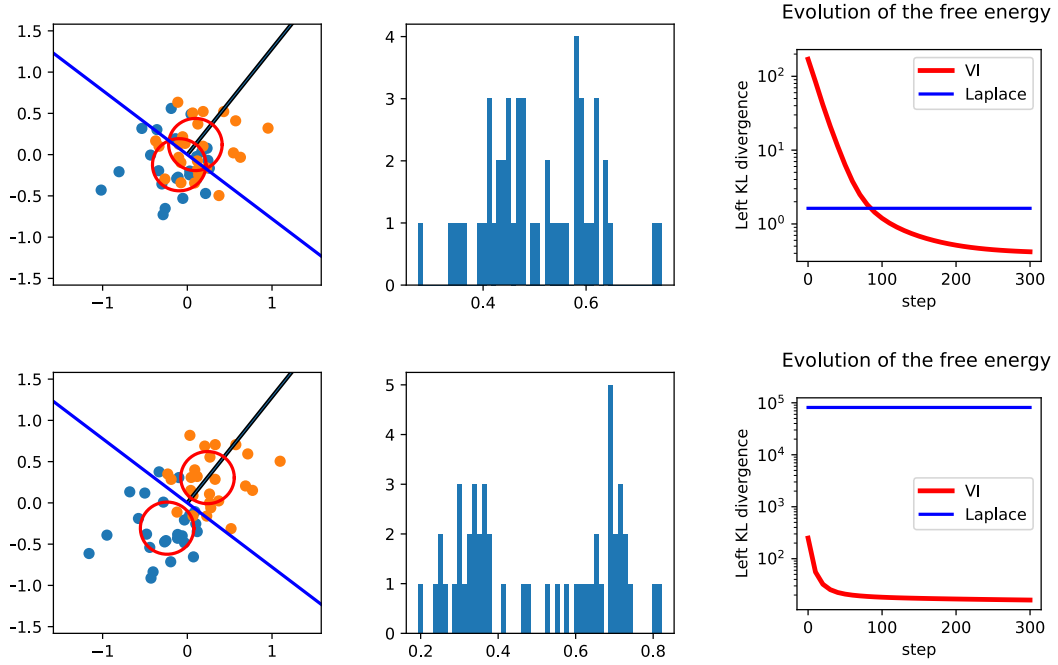 Evolution of the free energy
1.5
1.0
0.5
0.0
−0.5
−1.0
−1.5
−1 0 1
4
3
2
1
0
0.4 0.6
Left KL divergence
10²
10¹
10⁰
VI
Laplace
0 100 200 300
step
Evolution of the free energy
1.5
1.0
0.5
0.0
−0.5
−1.0
−1.5
−1 0 1
5
4
3
2
1
0
0.2 0.4 0.6 0.8
Left KL divergence
10⁵
10⁴
10³
10²
VI
Laplace
0 100 200 300
step